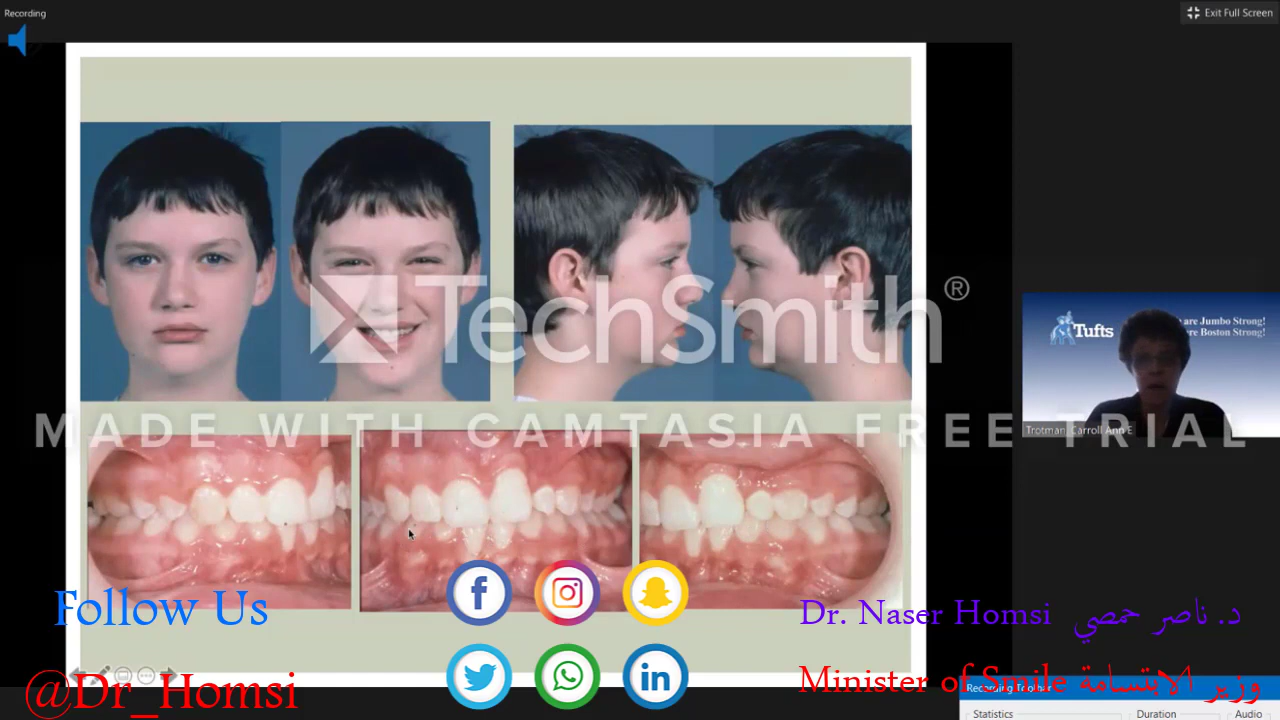 Recording
Exit Full Screen
TechSmith®
Tufts
are Jumbo Strong!
re Boston Strong!
MADE WITH CAMTASIA FREE TRIAL
Trotman, Carroll Ann E
Follow Us
Dr. Naser Homsi د. ناصر حمصي
@Dr_Homsi
Minister of Smile وزير الابتسامة
Recording Toolbar
Statistics
Duration
Audio